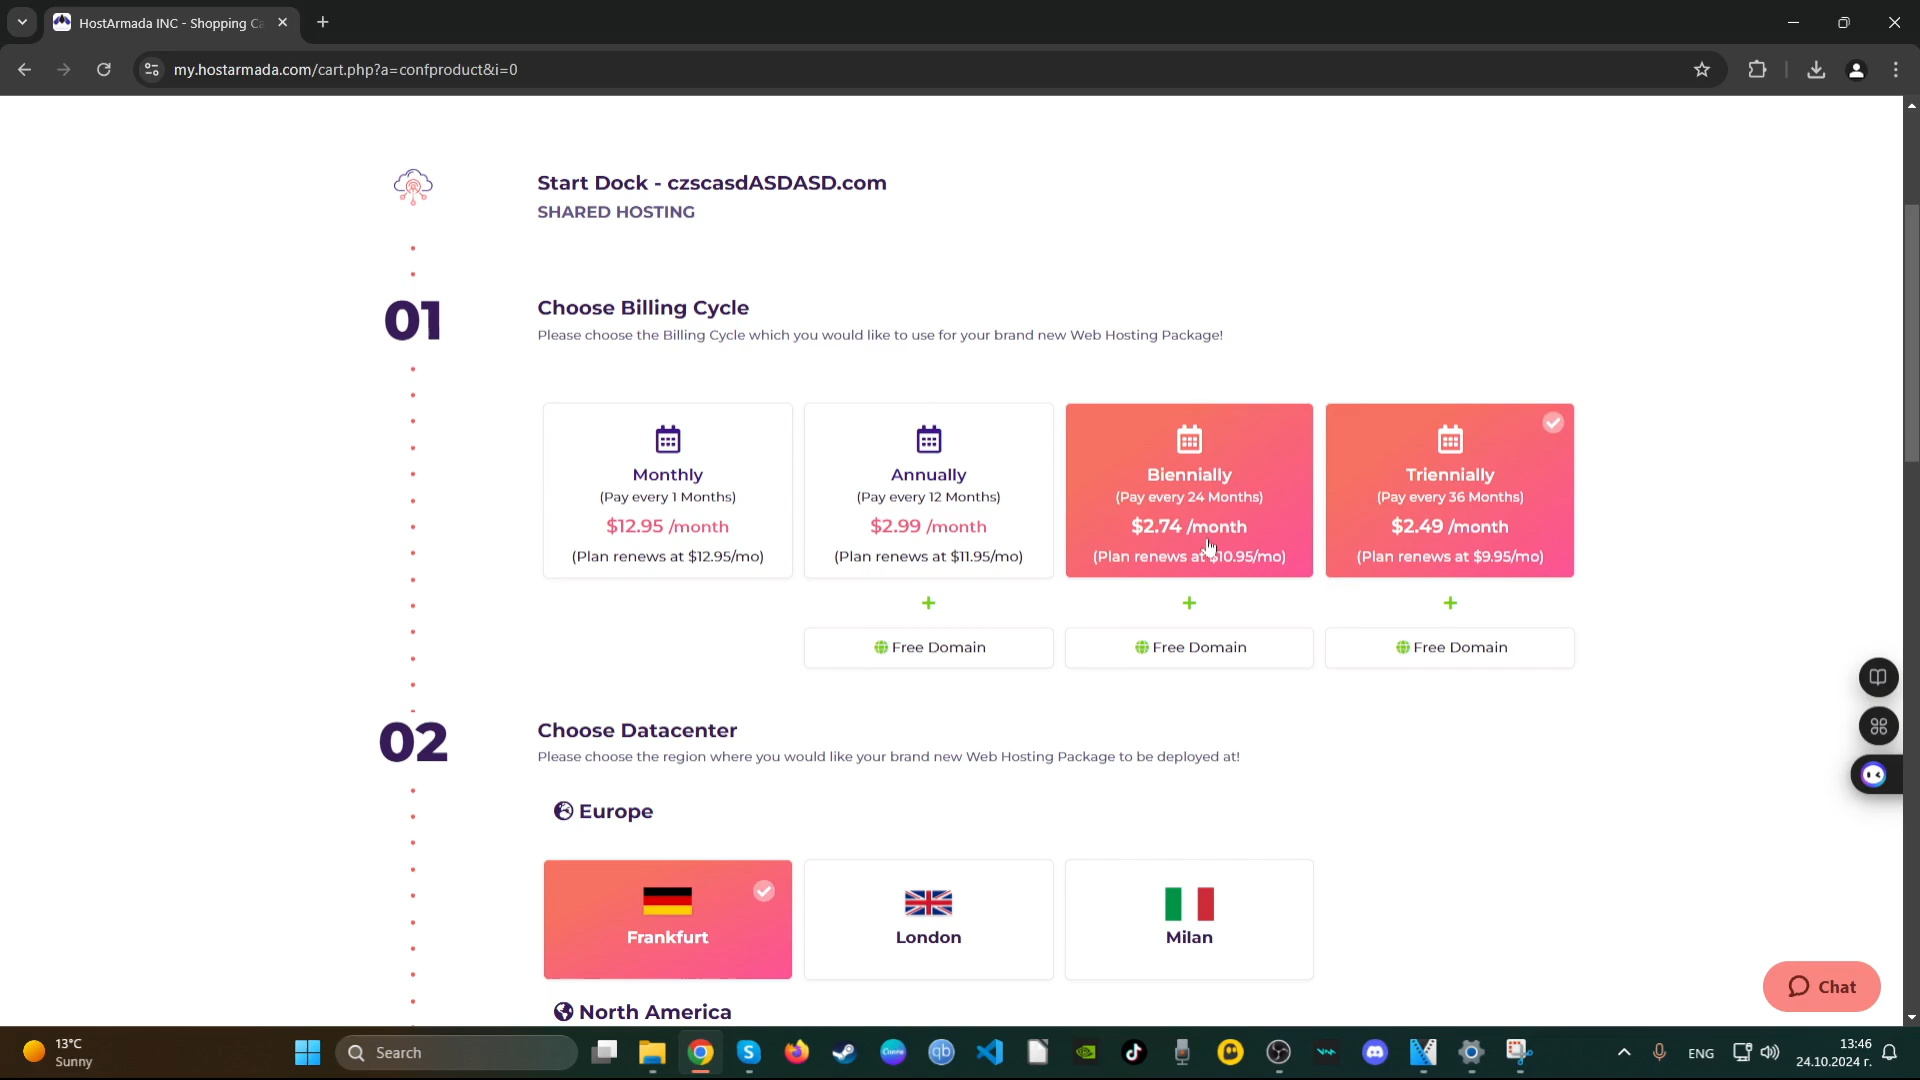 HostArmada INC - Shopping Ca
my.hostarmada.com/cart.php?a=confproduct&i=0
Start Dock - czscasdASDASD.com
SHARED HOSTING
01
Choose Billing Cycle
Please choose the Billing Cycle which you would like to use for your brand new Web Hosting Package!
Monthly
(Pay every 1 Months)
$12.95 /month
(Plan renews at $12.95/mo)
Annually
(Pay every 12 Months)
$2.99 /month
(Plan renews at $11.95/mo)
+
Free Domain
Biennially
(Pay every 24 Months)
$2.74 /month
(Plan renews at $10.95/mo)
+
Free Domain
Triennially
(Pay every 36 Months)
$2.49 /month
(Plan renews at $9.95/mo)
+
Free Domain
02
Choose Datacenter
Please choose the region where you would like your brand new Web Hosting Package to be deployed at!
Europe
Frankfurt
London
Milan
North America
Chat
13°C
Sunny
Search
Canva
qb
ENG
13:46
24.10.2024 г.